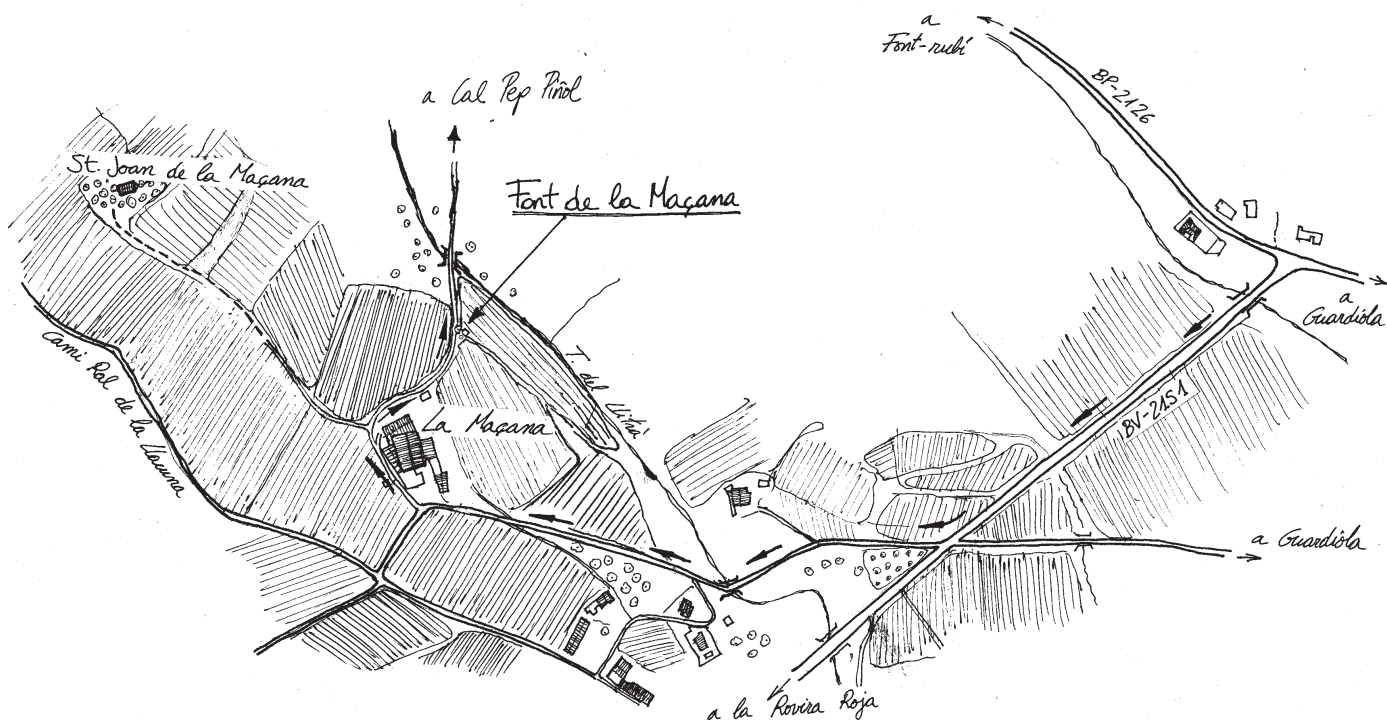 a
Font-rubí
BP-2126
a Cal Pep Piñol
St. Joan de la Maçana
Font de la Maçana
a
Guardiola
Camí Ral de la Llacuna
T. del Llitrà
La Maçana
BV-2151
a Guardiola
a la Rovira Roja